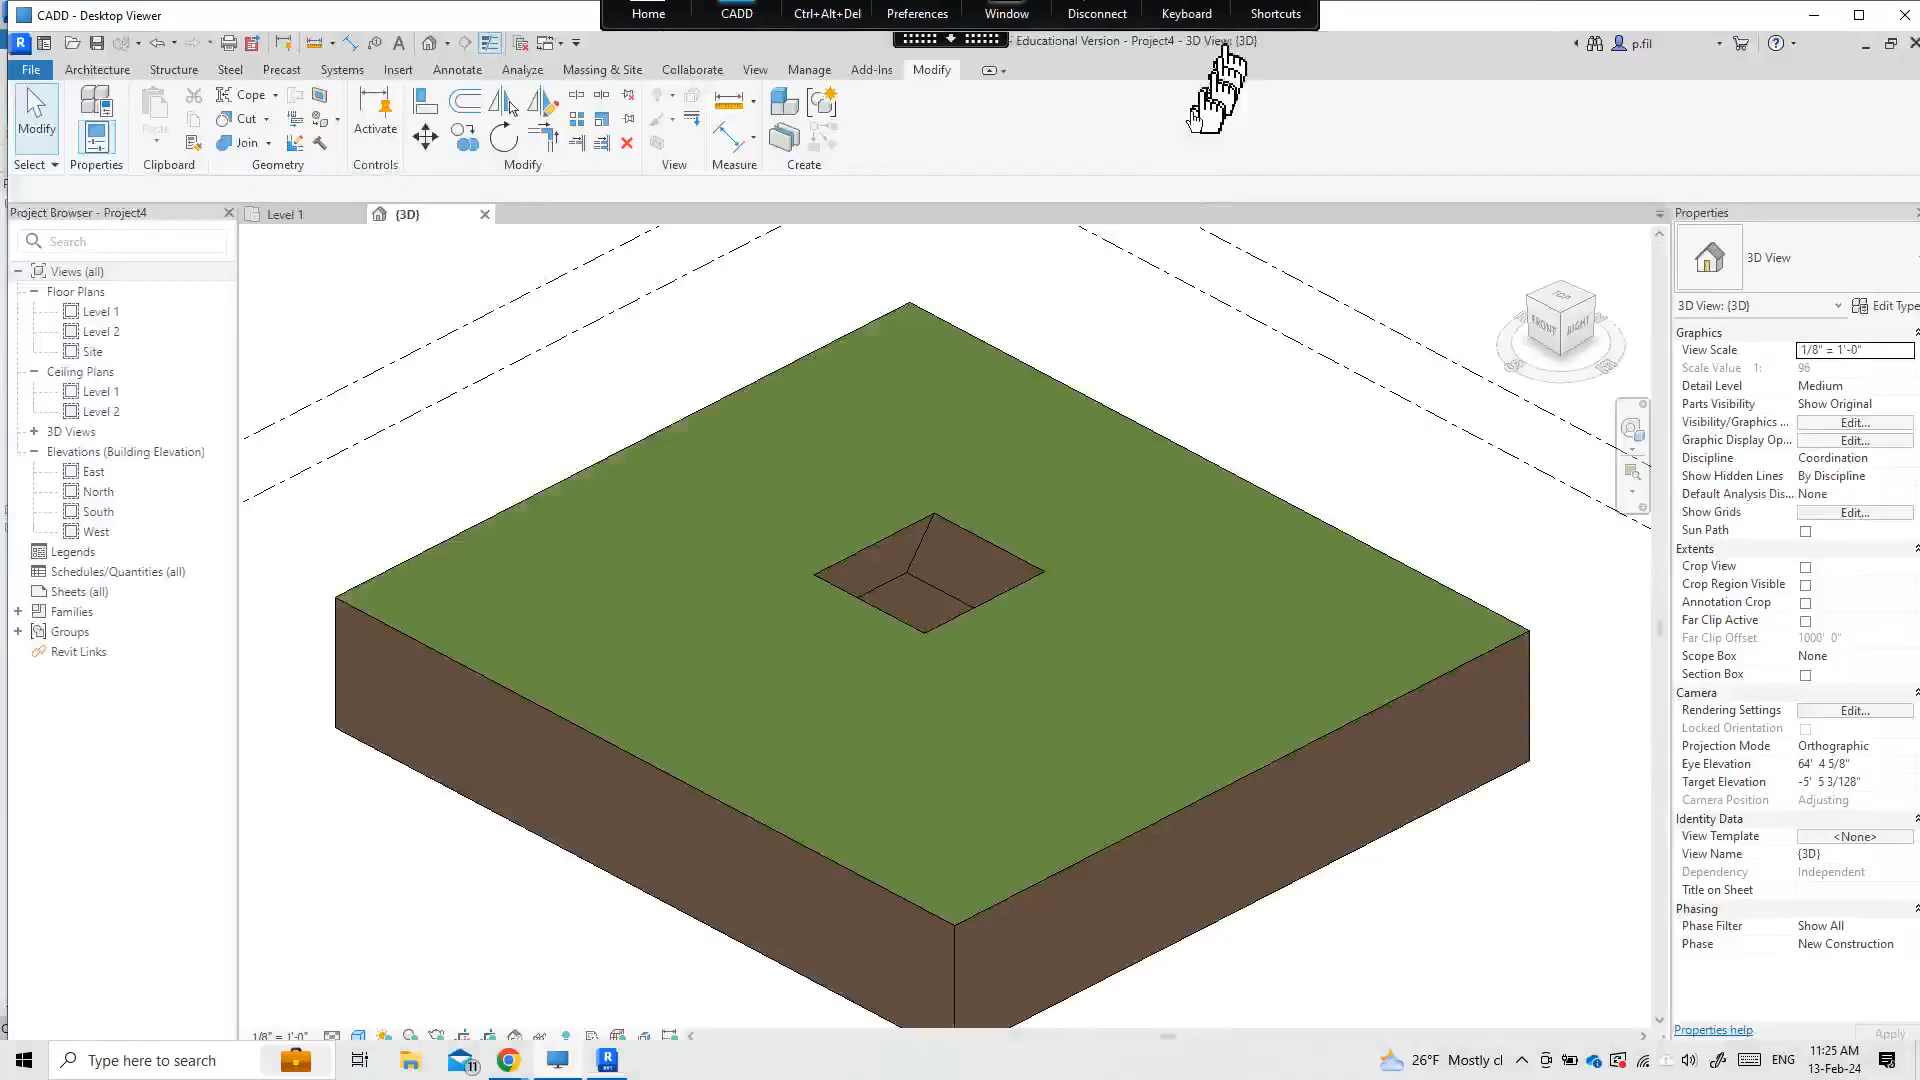 CADD - Desktop Viewer
Home
CADD
Ctrl+Alt+Del
Preferences
Window
Disconnect
Keyboard
Shortcuts
Educational Version - Project4 - 3D View: {3D}
p.fil
File
Architecture
Structure
Steel
Precast
Systems
Insert
Annotate
Analyze
Massing & Site
Collaborate
View
Manage
Add-Ins
Modify
Modify
Paste
Cope
Cut
Join
Activate
Select
Properties
Clipboard
Geometry
Controls
Modify
View
Measure
Create
Project Browser - Project4
Level 1
{3D}
Search
Views (all)
Floor Plans
Level 1
Level 2
Site
Ceiling Plans
Level 1
Level 2
3D Views
Elevations (Building Elevation)
East
North
South
West
Legends
Schedules/Quantities (all)
Sheets (all)
Families
Groups
Revit Links
TOP
FRONT
RIGHT
Properties
3D View
3D View: {3D}
Edit Type
Graphics
View Scale
1/8" = 1'-0"
Scale Value 1:
96
Detail Level
Medium
Parts Visibility
Show Original
Visibility/Graphics ...
Edit...
Graphic Display Op...
Edit...
Discipline
Coordination
Show Hidden Lines
By Discipline
Default Analysis Dis...
None
Show Grids
Edit...
Sun Path
Extents
Crop View
Crop Region Visible
Annotation Crop
Far Clip Active
Far Clip Offset
1000' 0"
Scope Box
None
Section Box
Camera
Rendering Settings
Edit...
Locked Orientation
Projection Mode
Orthographic
Eye Elevation
64' 4 5/8"
Target Elevation
-5' 5 3/128"
Camera Position
Adjusting
Identity Data
View Template
<None>
View Name
{3D}
Dependency
Independent
Title on Sheet
Phasing
Phase Filter
Show All
Phase
New Construction
Properties help
Apply
1/8" = 1'-0"
Type here to search
11
26°F Mostly cl
ENG
11:25 AM
13-Feb-24